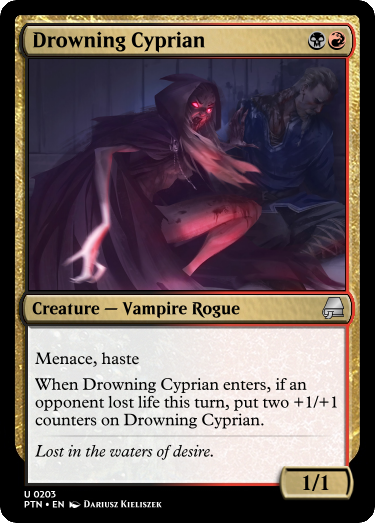 Drowning Cyprian
Creature — Vampire Rogue
Menace, haste
When Drowning Cyprian enters, if an
opponent lost life this turn, put two +1/+1
counters on Drowning Cyprian.
Lost in the waters of desire.
1/1
U 0203
PTN • EN Dariusz Kieliszek